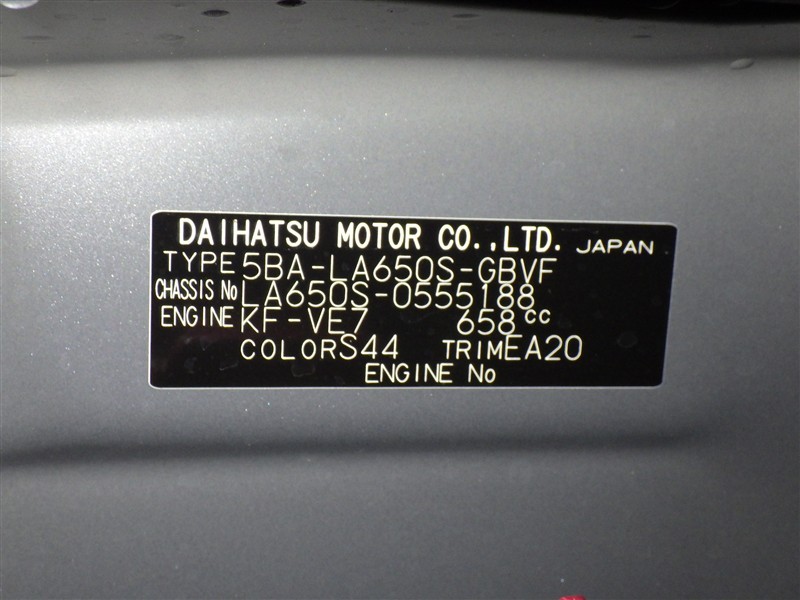 DAIHATSU MOTOR CO.,LTD. JAPAN
TYPE 5BA-LA650S-GBVF
CHASSIS No LA650S-0555188
ENGINE KF-VE7 658cc
COLOR S44 TRIM EA20
ENGINE No